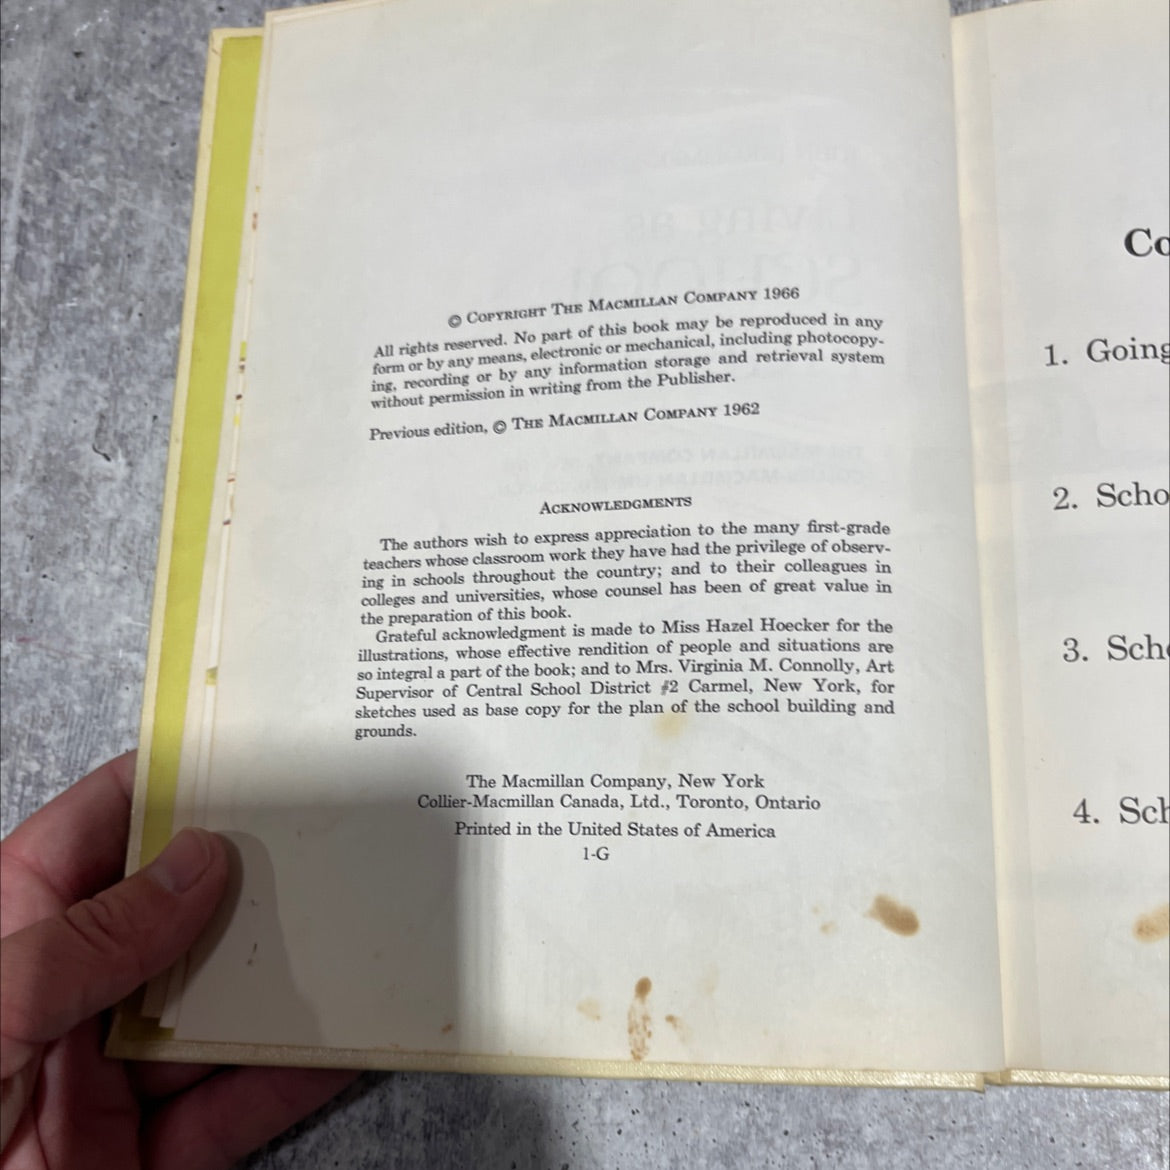 © COPYRIGHT THE MACMILLAN COMPANY 1966
All rights reserved. No part of this book may be reproduced in any
form or by any means, electronic or mechanical, including photocopy-
ing, recording or by any information storage and retrieval system
without permission in writing from the Publisher.
Previous edition, © THE MACMILLAN COMPANY 1962
ACKNOWLEDGMENTS
The authors wish to express appreciation to the many first-grade
teachers whose classroom work they have had the privilege of observ-
ing in schools throughout the country; and to their colleagues in
colleges and universities, whose counsel has been of great value in
the preparation of this book.
Grateful acknowledgment is made to Miss Hazel Hoecker for the
illustrations, whose effective rendition of people and situations are
so integral a part of the book; and to Mrs. Virginia M. Connolly, Art
Supervisor of Central School District #2 Carmel, New York, for
sketches used as base copy for the plan of the school building and
grounds.
The Macmillan Company, New York
Collier-Macmillan Canada, Ltd., Toronto, Ontario
Printed in the United States of America
1-G
Co
1. Going
2. Scho
3. Scho
4. Sch